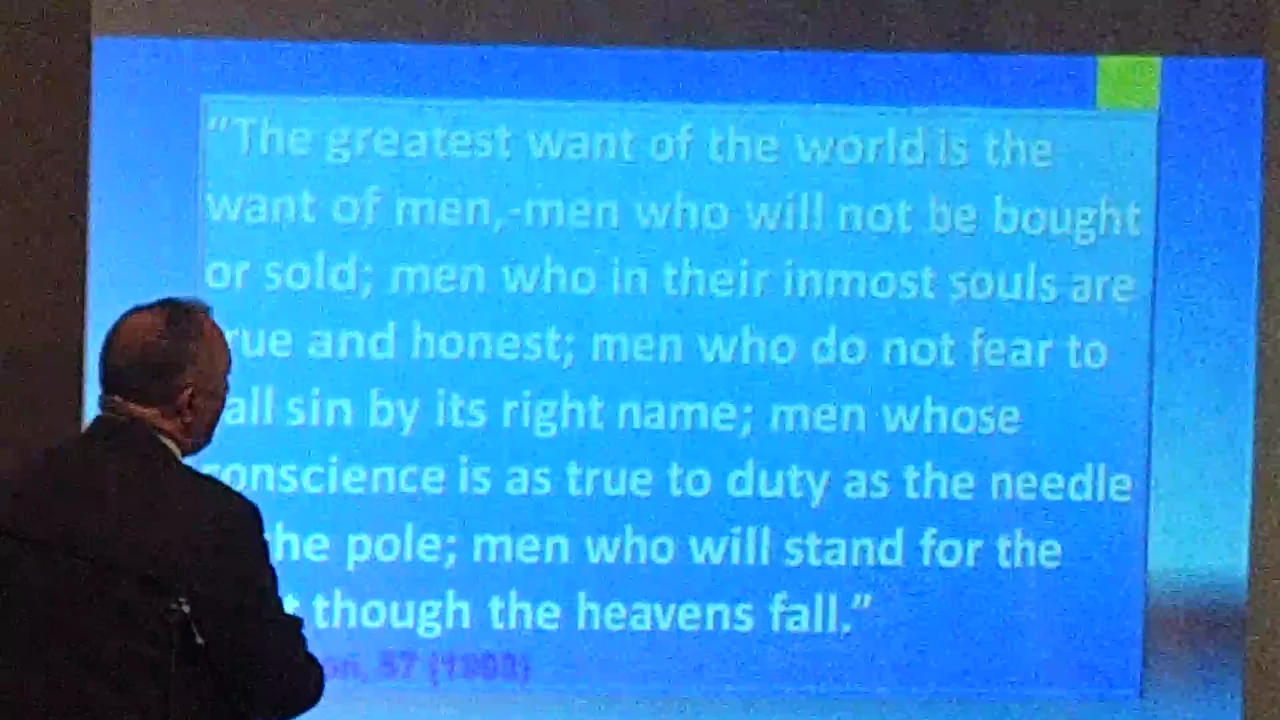 "The greatest want of the world is the
want of men,-men who will not be bought
or sold; men who in their inmost souls are
rue and honest; men who do not fear to
all sin by its right name; men whose
onscience is as true to duty as the needle
he pole; men who will stand for the
t though the heavens fall."
on, 57 (1903)